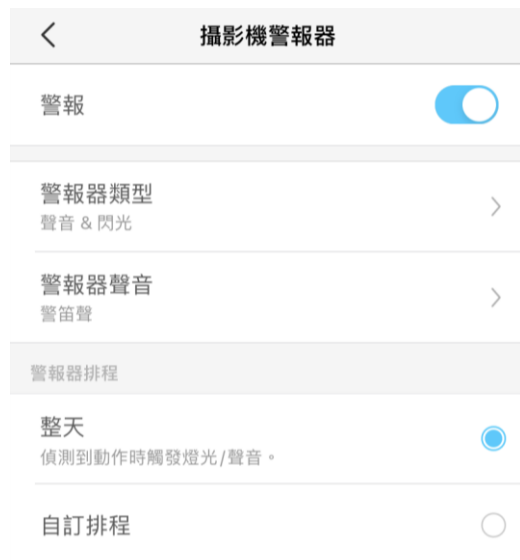 攝影機警報器
警報
警報器類型
聲音 & 閃光
警報器聲音
警笛聲
警報器排程
整天
偵測到動作時觸發燈光/聲音。
自訂排程